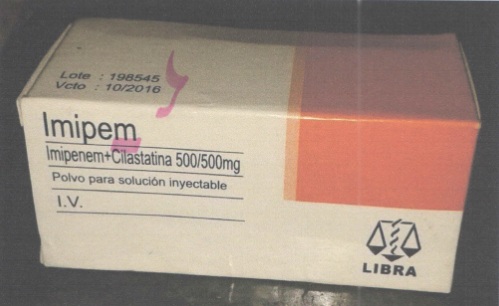 Lote : 198545
Vcto : 10/2016
Imipem
Imipenem+Cilastatina 500/500mg
Polvo para solución inyectable
I.V.
LIBRA